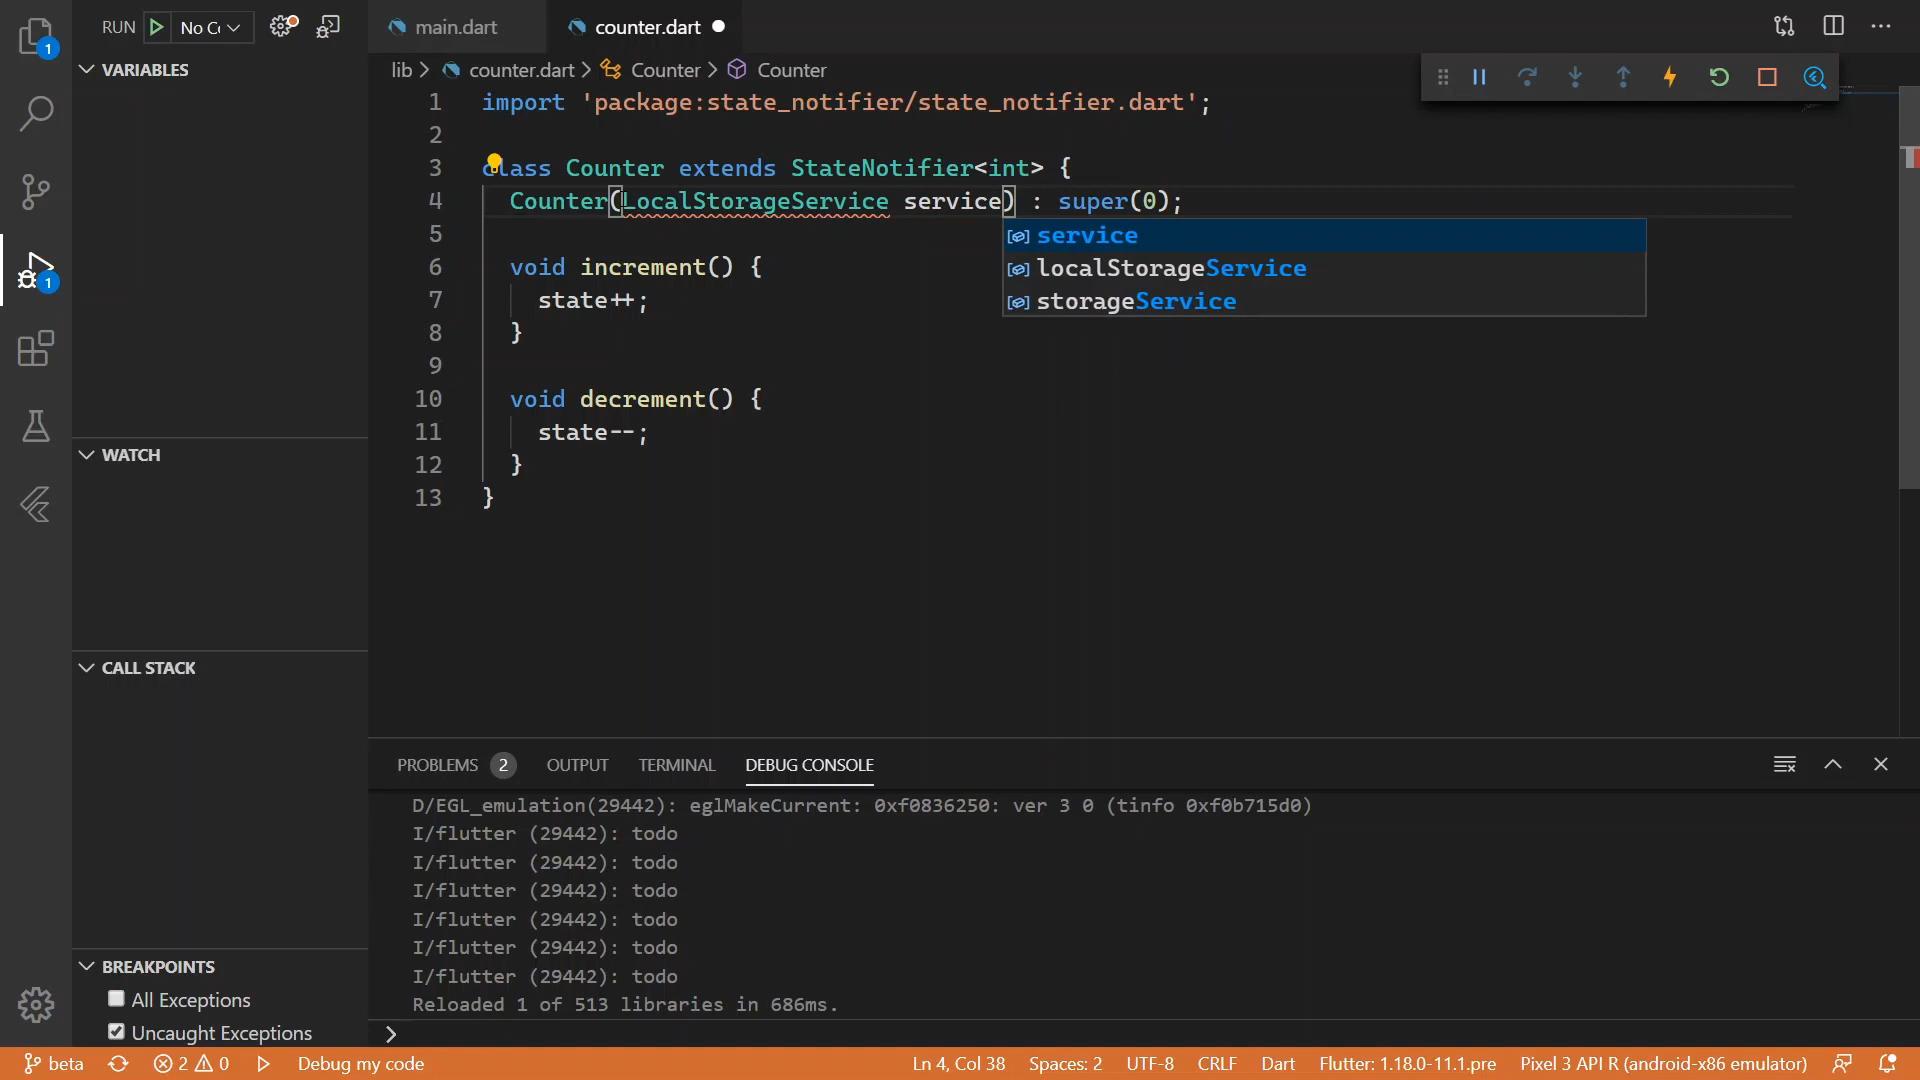 RUN No Cc
main.dart
counter.dart
VARIABLES
lib > counter.dart > Counter > Counter
1 import 'package:state_notifier/state_notifier.dart';
2
3 class Counter extends StateNotifier<int> {
4 Counter(LocalStorageService service) : super(0);
service
5
6 void increment() {
localStorageService
7 state++;
storageService
8 }
9
10 void decrement() {
11 state--;
12 }
13 }
WATCH
CALL STACK
BREAKPOINTS
All Exceptions
Uncaught Exceptions
PROBLEMS 2 OUTPUT TERMINAL DEBUG CONSOLE
D/EGL_emulation(29442): eglMakeCurrent: 0xf0836250: ver 3 0 (tinfo 0xf0b715d0)
I/flutter (29442): todo
I/flutter (29442): todo
I/flutter (29442): todo
I/flutter (29442): todo
I/flutter (29442): todo
I/flutter (29442): todo
Reloaded 1 of 513 libraries in 686ms.
>
1
1
beta 2 0 Debug my code Ln 4, Col 38 Spaces: 2 UTF-8 CRLF Dart Flutter: 1.18.0-11.1.pre Pixel 3 API R (android-x86 emulator)